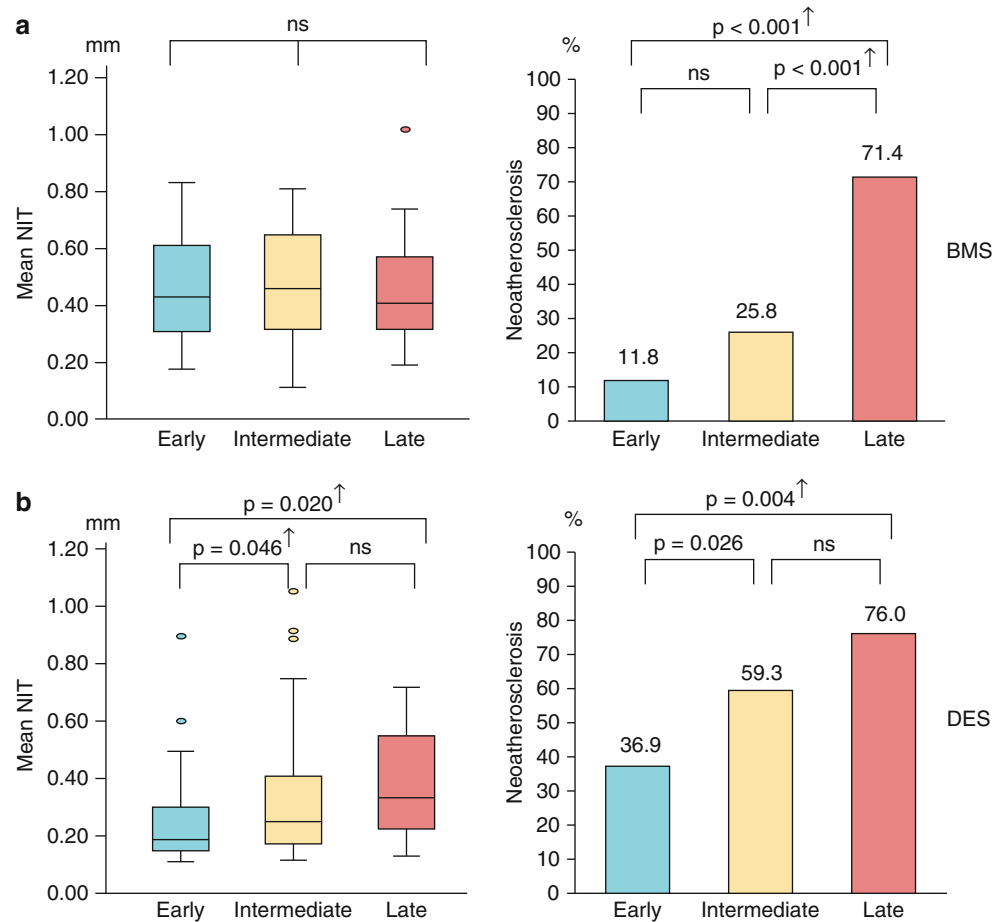 a
mm
ns
Mean NIT
1.20
1.00
0.80
0.60
0.40
0.20
0.00
Early Intermediate Late
%
p < 0.001↑
ns
p < 0.001↑
Neoatherosclerosis
100
90
80
70
60
50
40
30
20
10
0
11.8
25.8
71.4
Early Intermediate Late
BMS
b
mm
p = 0.020↑
p = 0.046↑
ns
Mean NIT
1.20
1.00
0.80
0.60
0.40
0.20
0.00
Early Intermediate Late
%
p = 0.004↑
p = 0.026
ns
Neoatherosclerosis
100
90
80
70
60
50
40
30
20
10
0
36.9
59.3
76.0
Early Intermediate Late
DES